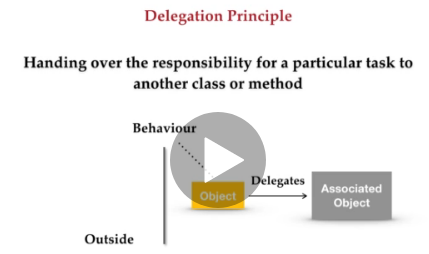 Delegation Principle
Handing over the responsibility for a particular task to
another class or method
Behaviour
Delegates
Object
Associated
Object
Outside